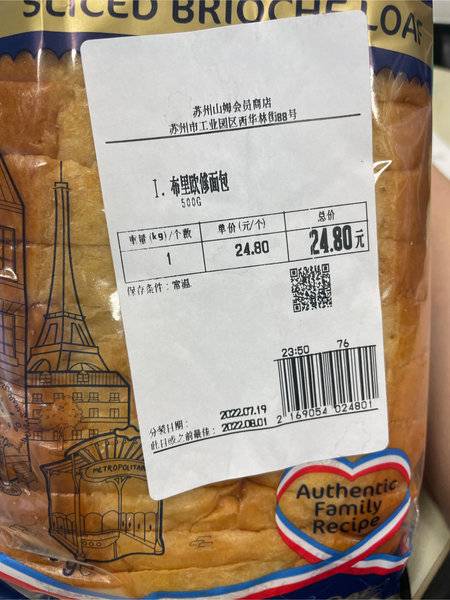 SLICED BRIOCHE LOAF
苏州山姆会员商店
苏州市工业园区西华林街88号
I. 布里欧修面包
500G
重量(kg)/个数 单价(元/个) 总价
1 24.80 24.80元
保存条件: 常温
23:50 76
2 169054 024801
分装日期: 2022.07.19
此日或之前最佳: 2022.08.01
METROPOLITAIN
Authentic
Family
Recipe